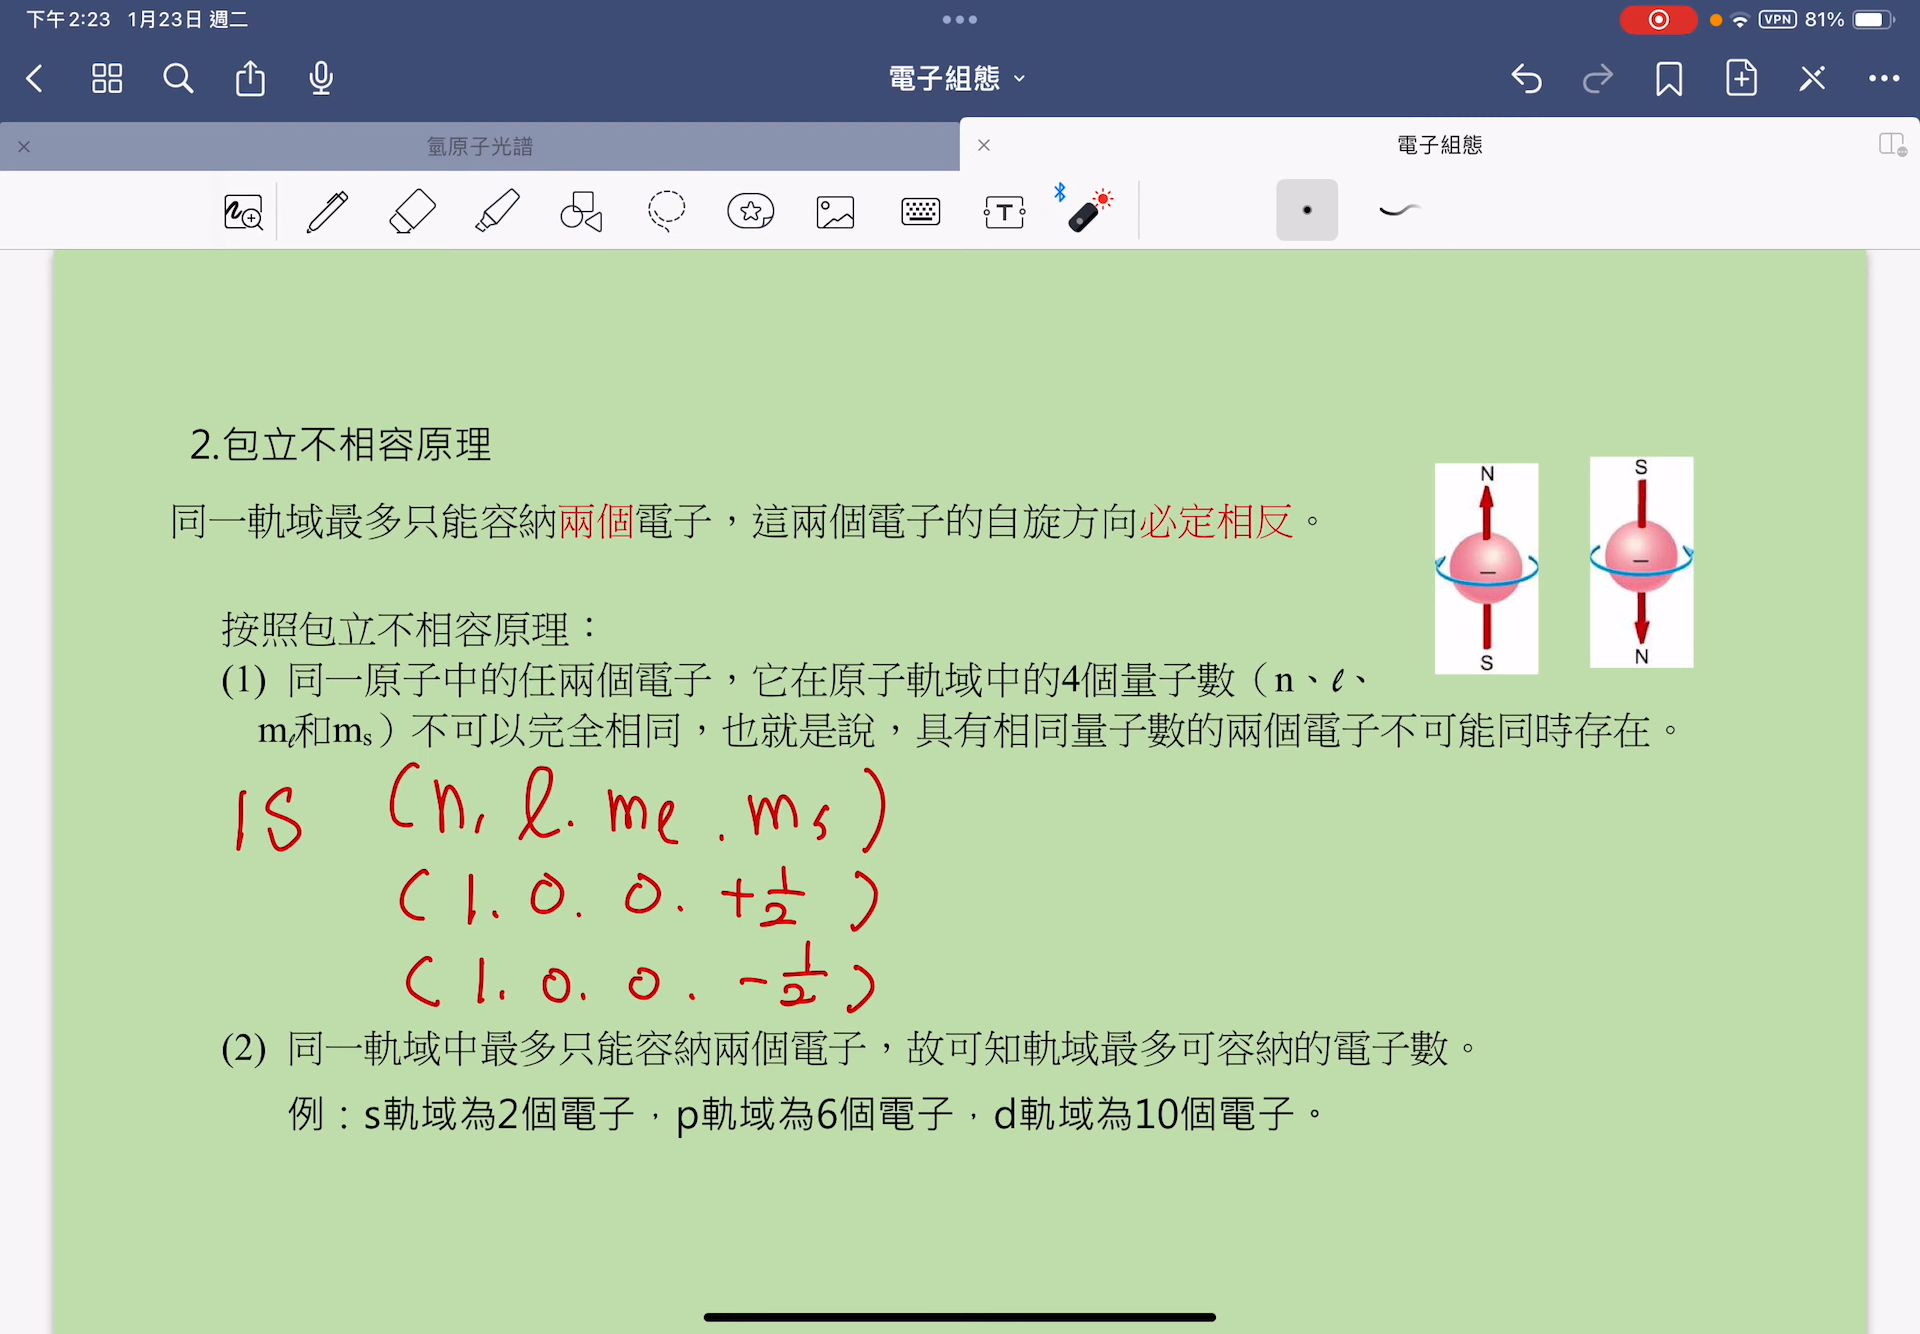 下午2:23 1月23日 週二
VPN 81%
電子組態
氫原子光譜
電子組態
T
2.包立不相容原理
同一軌域最多只能容納兩個電子，這兩個電子的自旋方向必定相反。
N
S
S
N
按照包立不相容原理：
(1) 同一原子中的任兩個電子，它在原子軌域中的4個量子數（n、ℓ、
mℓ和ms）不可以完全相同，也就是說，具有相同量子數的兩個電子不可能同時存在。
1S (n, l. me . ms )
( 1. 0. 0. +1/2 )
( 1. 0. 0. -1/2 )
(2) 同一軌域中最多只能容納兩個電子，故可知軌域最多可容納的電子數。
例：s軌域為2個電子，p軌域為6個電子，d軌域為10個電子。